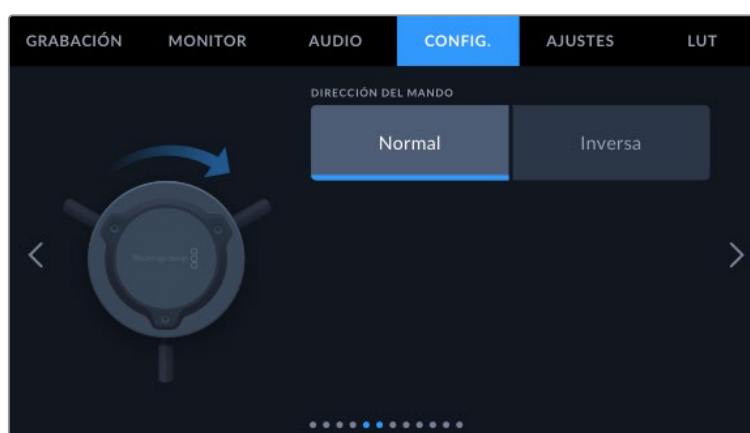 GRABACIÓN MONITOR AUDIO CONFIG. AJUSTES LUT
DIRECCIÓN DEL MANDO
Normal Inversa